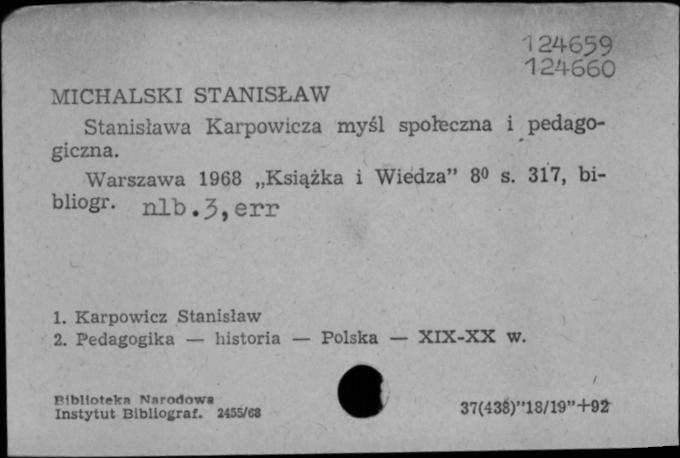 124659
124660
MICHALSKI STANISŁAW
Stanisława Karpowicza myśl społeczna i pedago-
giczna.
Warszawa 1968 „Książka i Wiedza” 8⁰ s. 317, bi-
bliogr. nlb.3,err
1. Karpowicz Stanisław
2. Pedagogika — historia — Polska — XIX-XX w.
Biblioteka Narodowa
Instytut Bibliograf. 2455/68
37(438)”18/19”+92